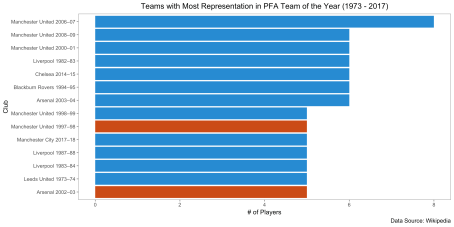 Teams with Most Representation in PFA Team of the Year (1973 - 2017)
Manchester United 2006-07
Manchester United 2008-09
Manchester United 2000-01
Liverpool 1982-83
Chelsea 2014-15
Blackburn Rovers 1994-95
Arsenal 2003-04
Manchester United 1998-99
Manchester United 1997-98
Manchester City 2017-18
Liverpool 1987-88
Liverpool 1983-84
Leeds United 1973-74
Arsenal 2002-03
Club
0 2 4 6 8
# of Players
Data Source: Wikipedia